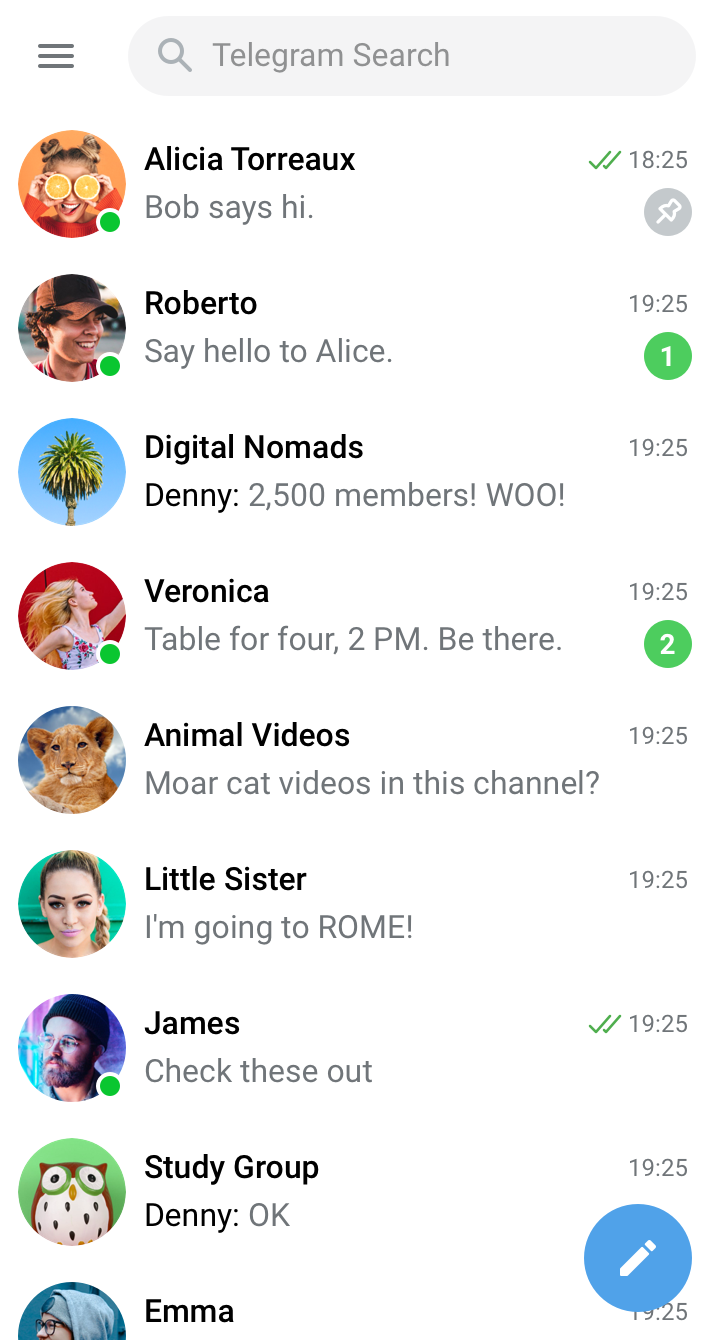 Telegram Search
Alicia Torreaux 18:25
Bob says hi.
Roberto 19:25
Say hello to Alice. 1
Digital Nomads 19:25
Denny: 2,500 members! WOO!
Veronica 19:25
Table for four, 2 PM. Be there. 2
Animal Videos 19:25
Moar cat videos in this channel?
Little Sister 19:25
I'm going to ROME!
James 19:25
Check these out
Study Group 19:25
Denny: OK
Emma 19:25